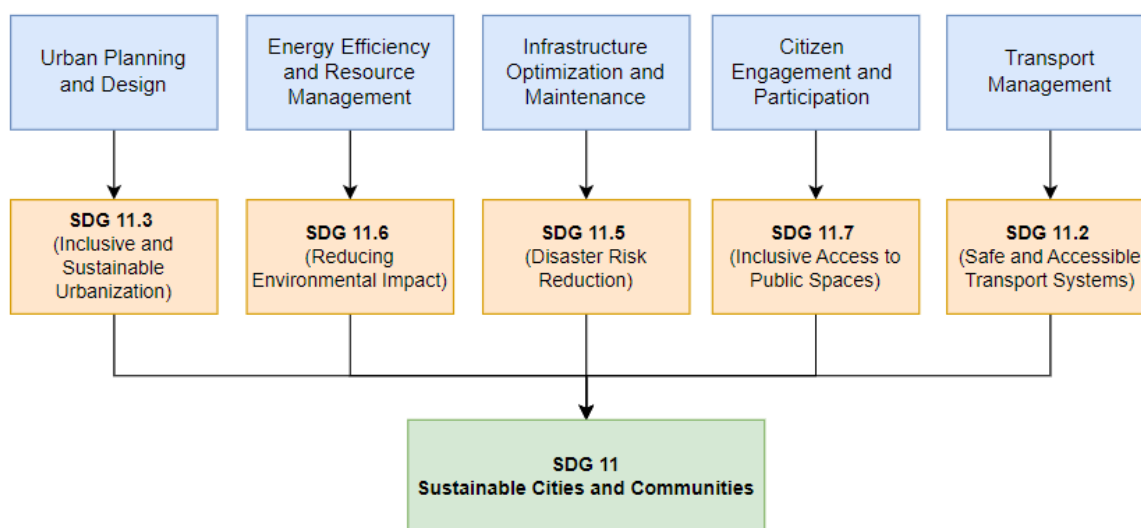 Urban Planning
and Design
Energy Efficiency
and Resource
Management
Infrastructure
Optimization and
Maintenance
Citizen
Engagement and
Participation
Transport
Management
SDG 11.3
(Inclusive and
Sustainable
Urbanization)
SDG 11.6
(Reducing
Environmental Impact)
SDG 11.5
(Disaster Risk
Reduction)
SDG 11.7
(Inclusive Access to
Public Spaces)
SDG 11.2
(Safe and Accessible
Transport Systems)
SDG 11
Sustainable Cities and Communities